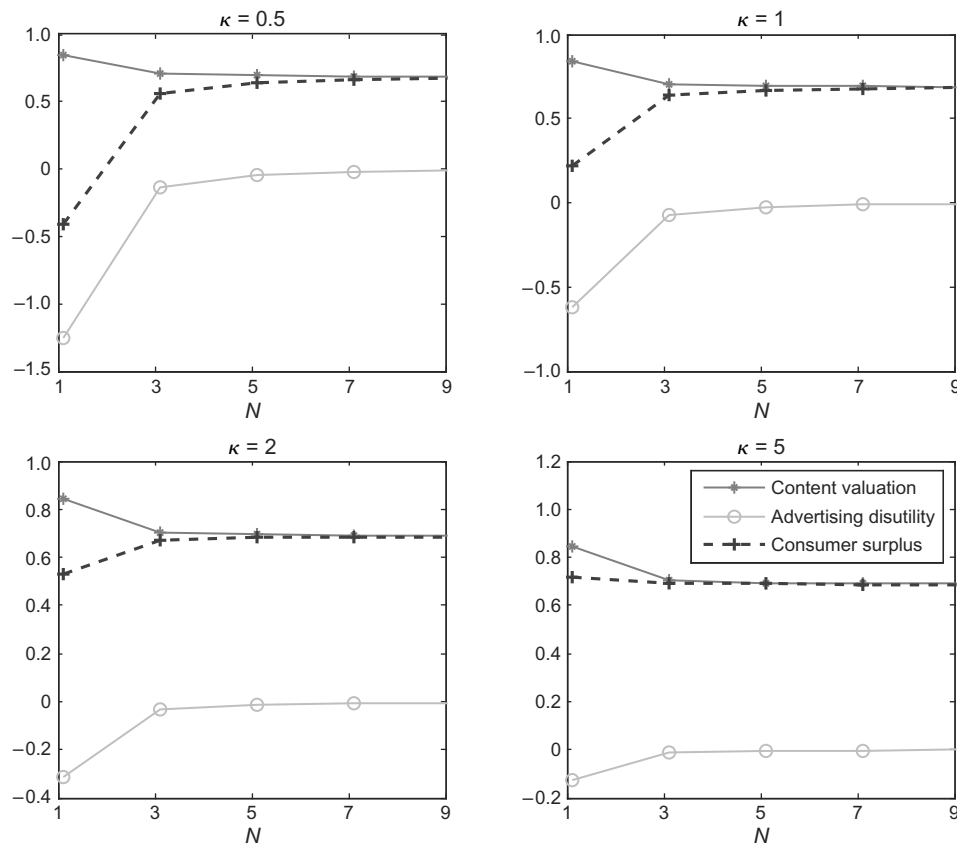 κ = 0.5
1.0
0.5
0
−0.5
−1.0
−1.5
1 3 5 7 9
N
κ = 1
1.0
0.5
0
−0.5
−1.0
1 3 5 7 9
N
κ = 2
1.0
0.8
0.6
0.4
0.2
0
−0.2
−0.4
1 3 5 7 9
N
κ = 5
1.2
1.0
0.8
0.6
0.4
0.2
0
−0.2
1 3 5 7 9
N
Content valuation
Advertising disutility
Consumer surplus